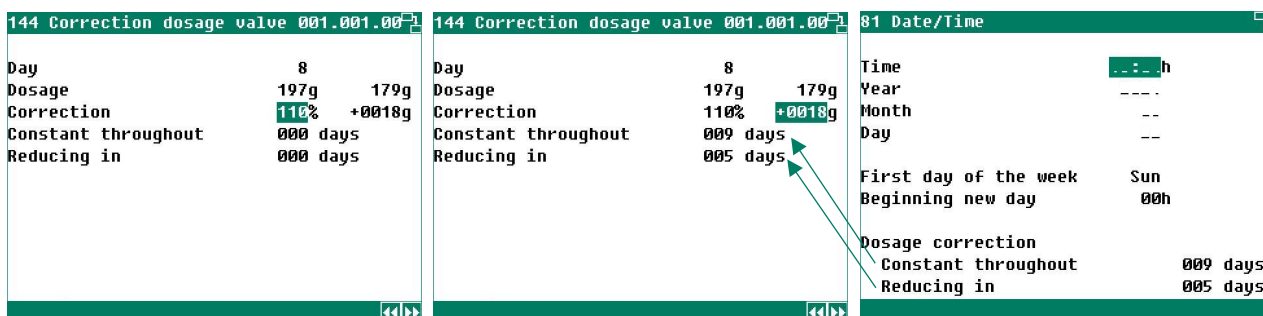 144 Correction dosage valve 001.001.00 1
Day 8
Dosage 197g 179g
Correction 110% +0018g
Constant throughout 000 days
Reducing in 000 days
144 Correction dosage valve 001.001.00 1
Day 8
Dosage 197g 179g
Correction 110% +0018g
Constant throughout 009 days
Reducing in 005 days
81 Date/Time
Time __:__h
Year ____.
Month __
Day __
First day of the week Sun
Beginning new day 00h
Dosage correction
Constant throughout 009 days
Reducing in 005 days